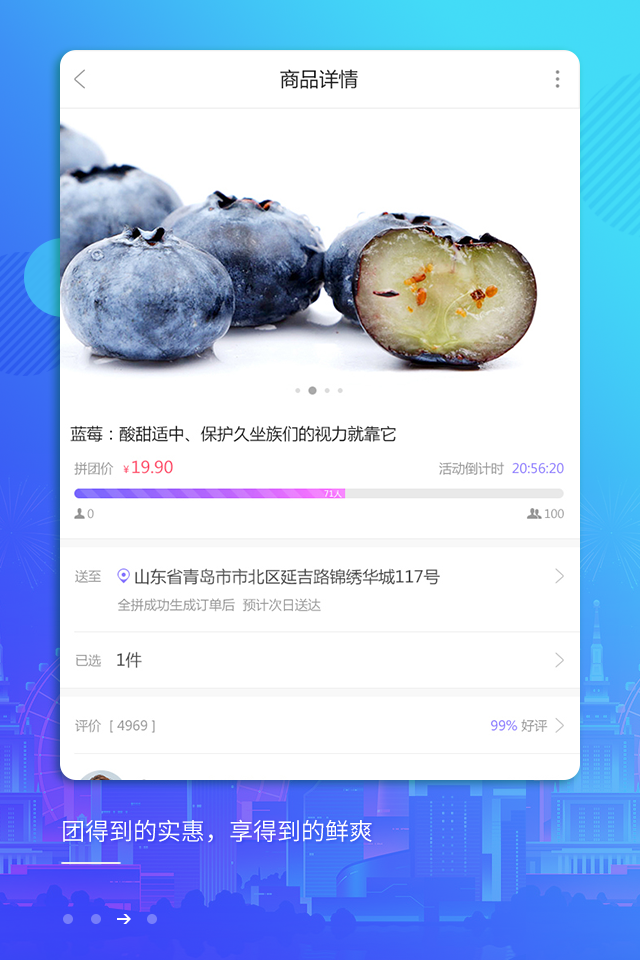 商品详情
蓝莓：酸甜适中、保护久坐族们的视力就靠它
拼团价 ¥19.90 活动倒计时 20:56:20
71人
0 100
送至 山东省青岛市市北区延吉路锦绣华城117号
全拼成功生成订单后 预计次日送达
已选 1件
评价 [ 4969 ] 99% 好评
团得到的实惠，享得到的鲜爽